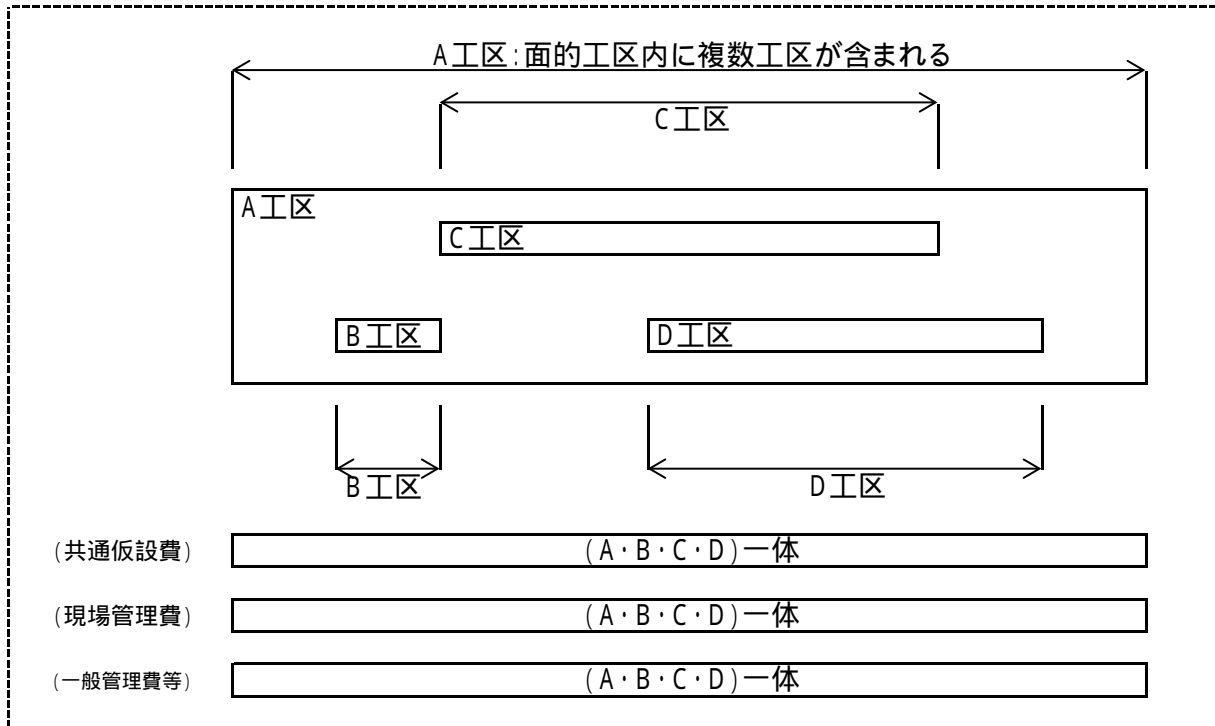 A工区:面的工区内に複数工区が含まれる
C工区
A工区
C工区
B工区
D工区
B工区
D工区
(共通仮設費)
(A・B・C・D)一体
(現場管理費)
(A・B・C・D)一体
(一般管理費等)
(A・B・C・D)一体